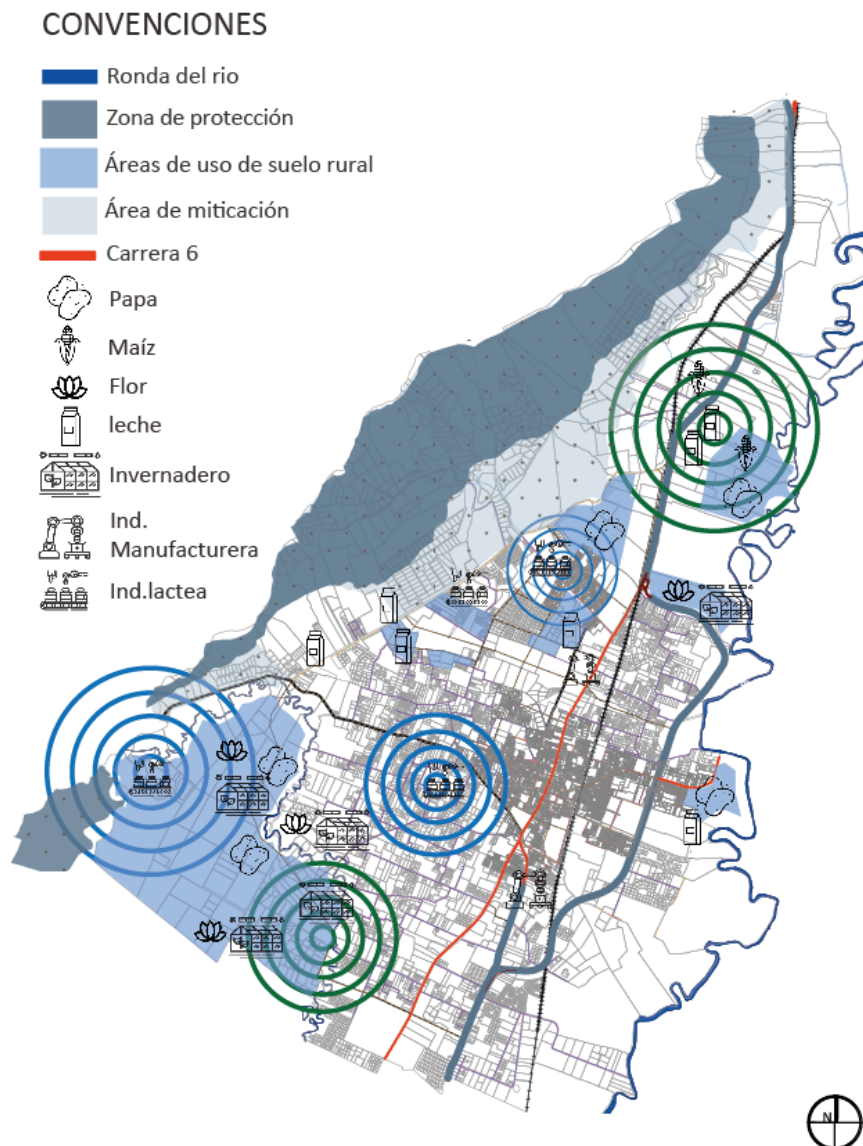 CONVENCIONES
Ronda del rio
Zona de protección
Áreas de uso de suelo rural
Área de miticación
Carrera 6
Papa
Maíz
Flor
leche
Invernadero
Ind.
Manufacturera
Ind.lactea
N